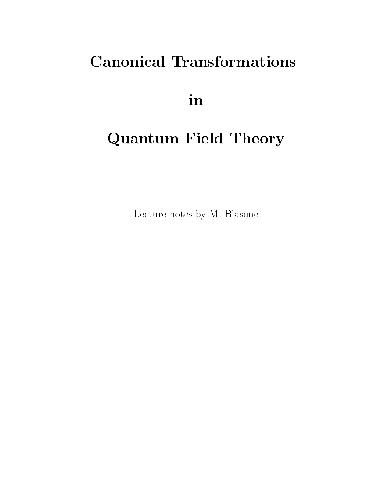 Canonical Transformations
in
Quantum Field Theory
Lecture notes by M. Blasone